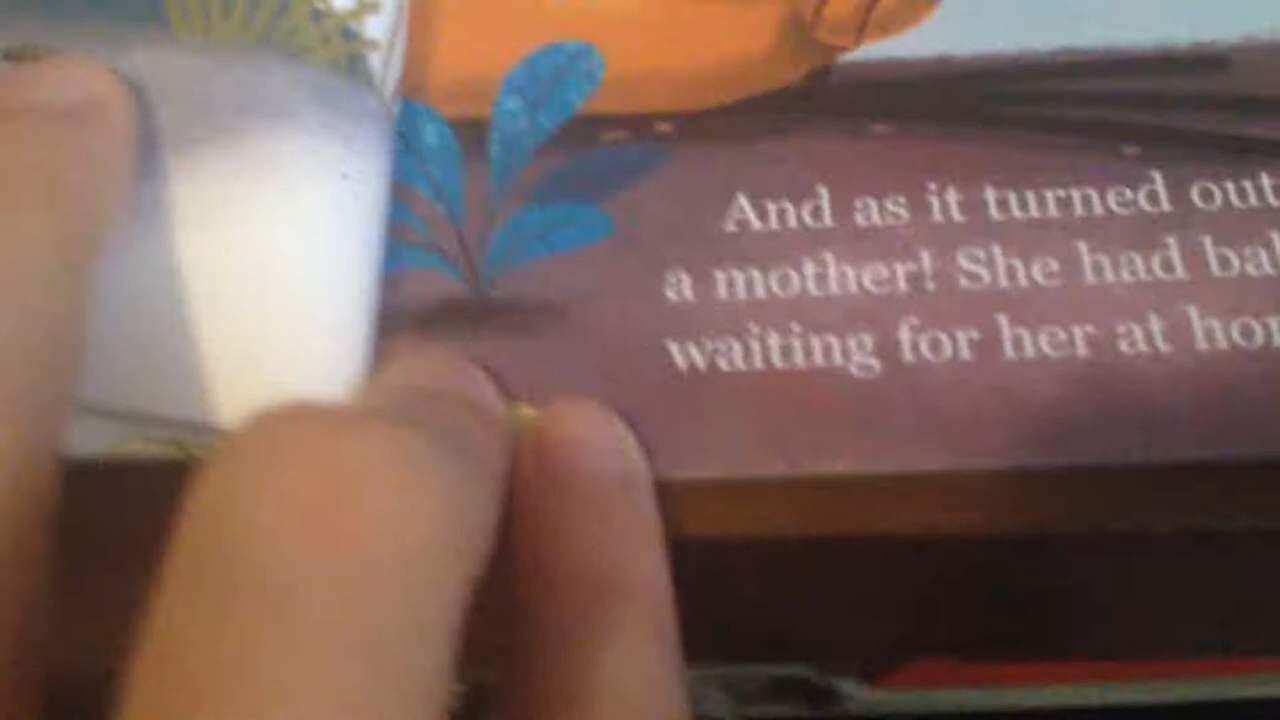 And as it turned out
a mother! She had
waiting for her at